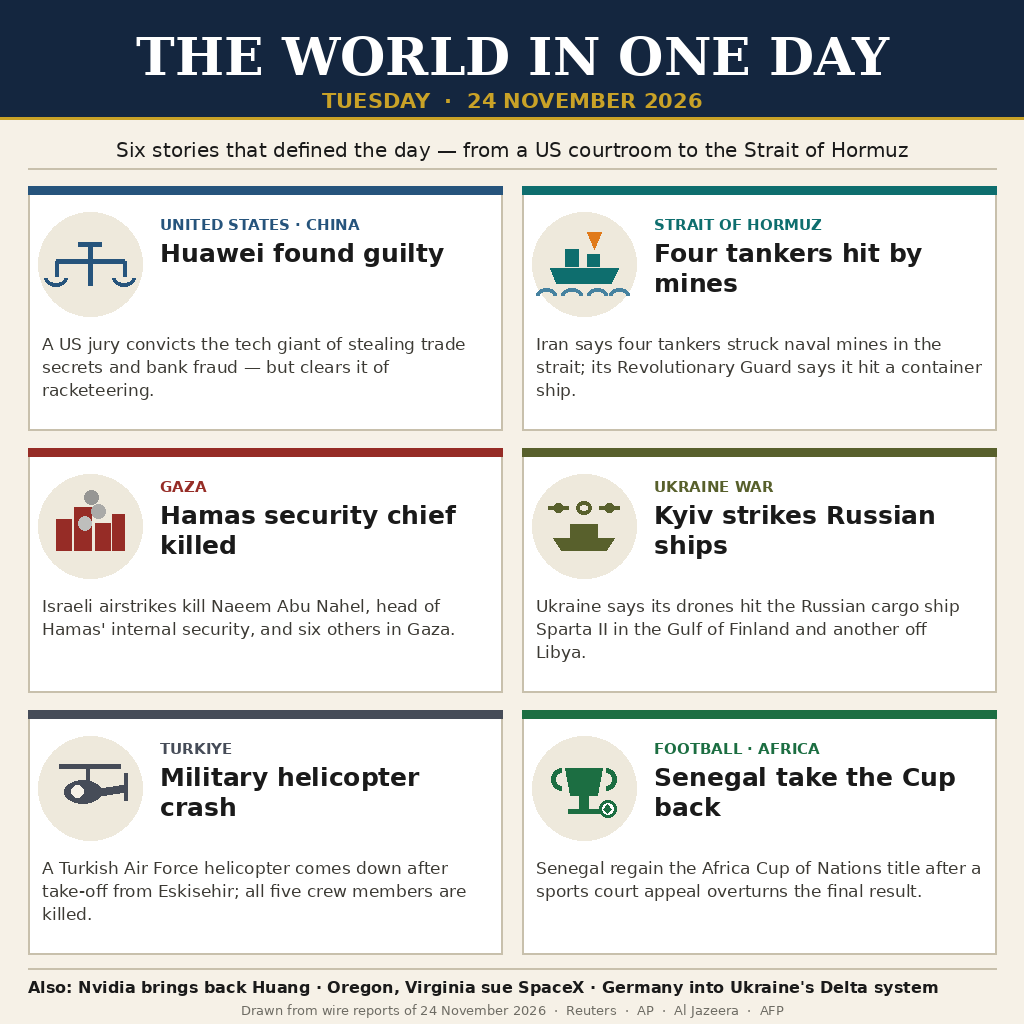 THE WORLD IN ONE DAY
TUESDAY · 24 NOVEMBER 2026
Six stories that defined the day — from a US courtroom to the Strait of Hormuz
UNITED STATES · CHINA
Huawei found guilty
A US jury convicts the tech giant of stealing trade
secrets and bank fraud — but clears it of
racketeering.
STRAIT OF HORMUZ
Four tankers hit by
mines
Iran says four tankers struck naval mines in the
strait; its Revolutionary Guard says it hit a container
ship.
GAZA
Hamas security chief
killed
Israeli airstrikes kill Naeem Abu Nahel, head of
Hamas' internal security, and six others in Gaza.
UKRAINE WAR
Kyiv strikes Russian
ships
Ukraine says its drones hit the Russian cargo ship
Sparta II in the Gulf of Finland and another off
Libya.
TURKIYE
Military helicopter
crash
A Turkish Air Force helicopter comes down after
take-off from Eskisehir; all five crew members are
killed.
FOOTBALL · AFRICA
Senegal take the Cup
back
Senegal regain the Africa Cup of Nations title after a
sports court appeal overturns the final result.
Also: Nvidia brings back Huang · Oregon, Virginia sue SpaceX · Germany into Ukraine's Delta system
Drawn from wire reports of 24 November 2026 · Reuters · AP · Al Jazeera · AFP